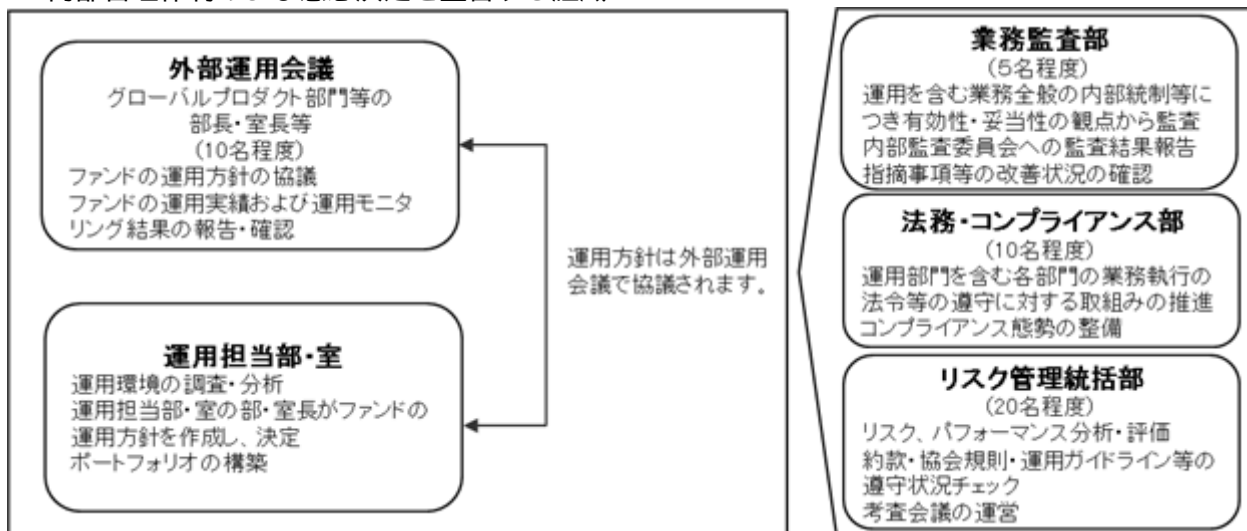 外部運用会議
グローバルプロダクト部門等の
部長・室長等
(10名程度)
ファンドの運用方針の協議
ファンドの運用実績および運用モニタ
リング結果の報告・確認
運用方針は外部運用
会議で協議されます。
運用担当部・室
運用環境の調査・分析
運用担当部・室の部・室長がファンドの
運用方針を作成し、決定
ポートフォリオの構築
業務監査部
(5名程度)
運用を含む業務全般の内部統制等に
つき有効性・妥当性の観点から監査
内部監査委員会への監査結果報告
指摘事項等の改善状況の確認
法務・コンプライアンス部
(10名程度)
運用部門を含む各部門の業務執行の
法令等の遵守に対する取組みの推進
コンプライアンス態勢の整備
リスク管理統括部
(20名程度)
リスク、パフォーマンス分析・評価
約款・協会規則・運用ガイドライン等の
遵守状況チェック
考査会議の運営